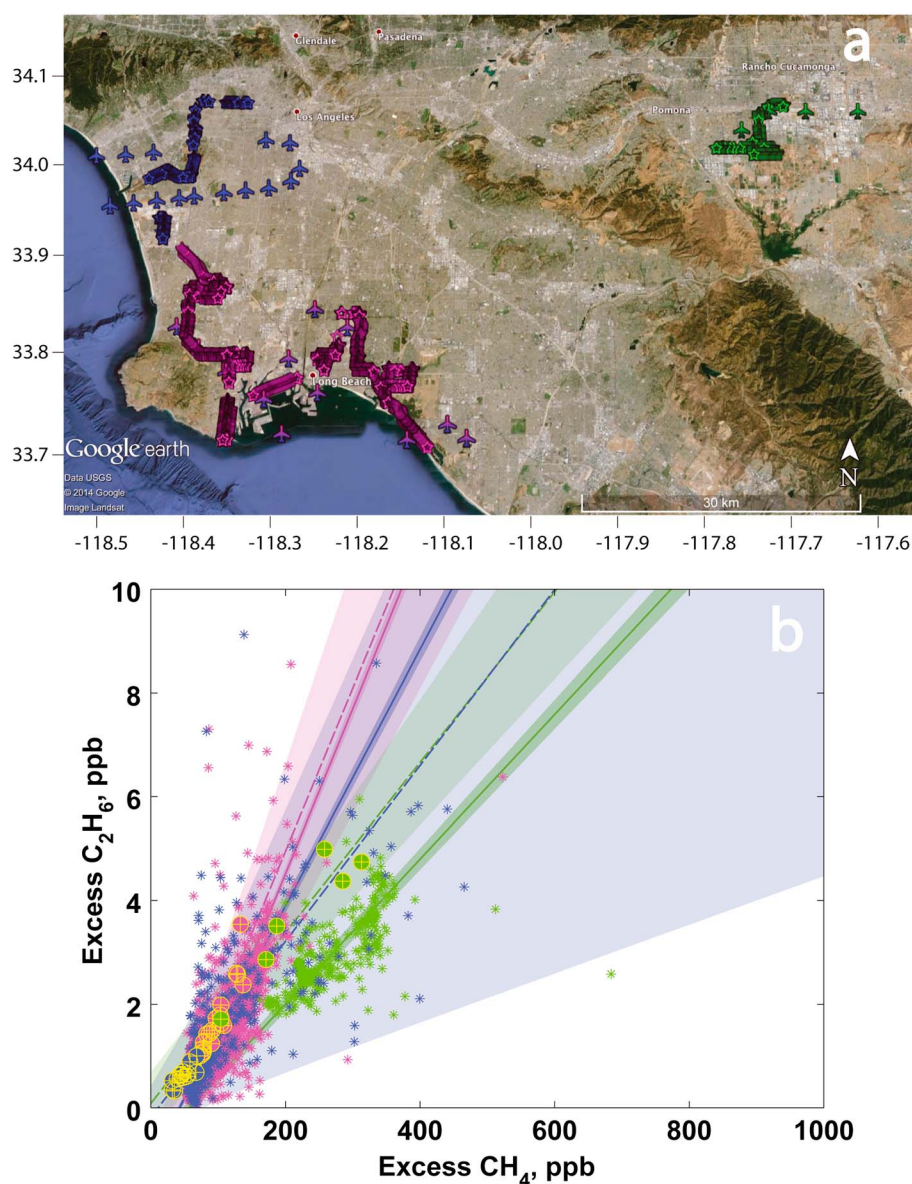 a
Glendale
Pasadena
34.1
Rancho Cucamonga
Los Angeles
Pomona
34.0
33.9
33.8
Long Beach
33.7
Google earth
Data USGS
© 2014 Google
Image Landsat
N
30 km
-118.5 -118.4 -118.3 -118.2 -118.1 -118.0 -117.9 -117.8 -117.7 -117.6
b
10
8
6
4
2
0
Excess C₂H₆, ppb
0 200 400 600 800 1000
Excess CH₄, ppb